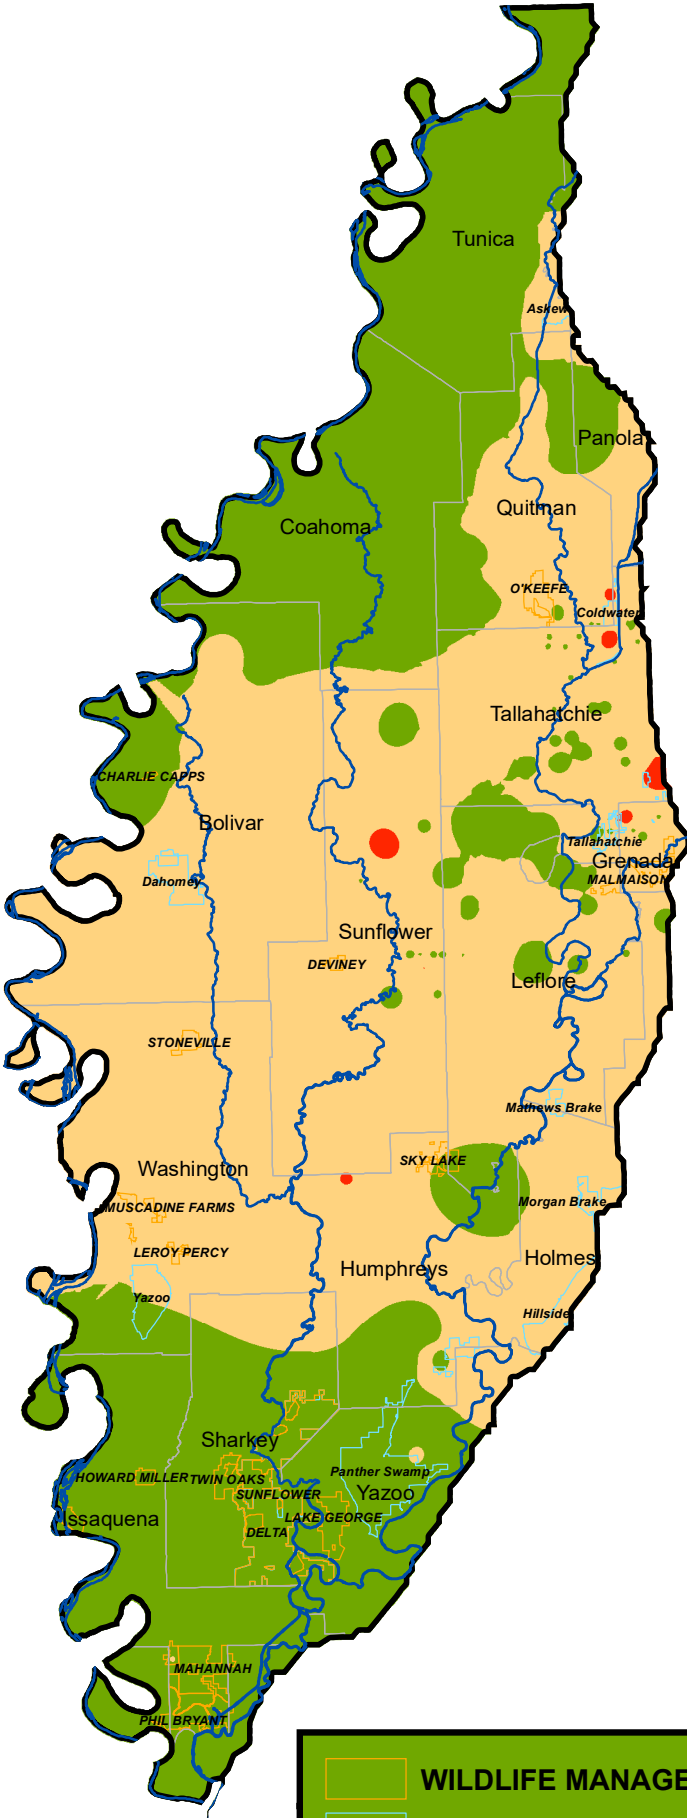 Tunica
Askew
Panola
Quitman
Coahoma
O'KEEFE
Coldwater
Tallahatchie
CHARLIE CAPPS
Bolivar
Tallahatchie
Grenada
Dahomey
MALMAISON
Sunflower
DEVINEY
Leflore
STONEVILLE
Mathews Brake
SKY LAKE
Washington
Morgan Brake
MUSCADINE FARMS
LEROY PERCY
Holmes
Humphreys
Yazoo
Hillside
Sharkey
Panther Swamp
HOWARD MILLER
TWIN OAKS
SUNFLOWER
Yazoo
LAKE GEORGE
Issaquena
DELTA
MAHANNAH
PHIL BRYANT
WILDLIFE MANAGE